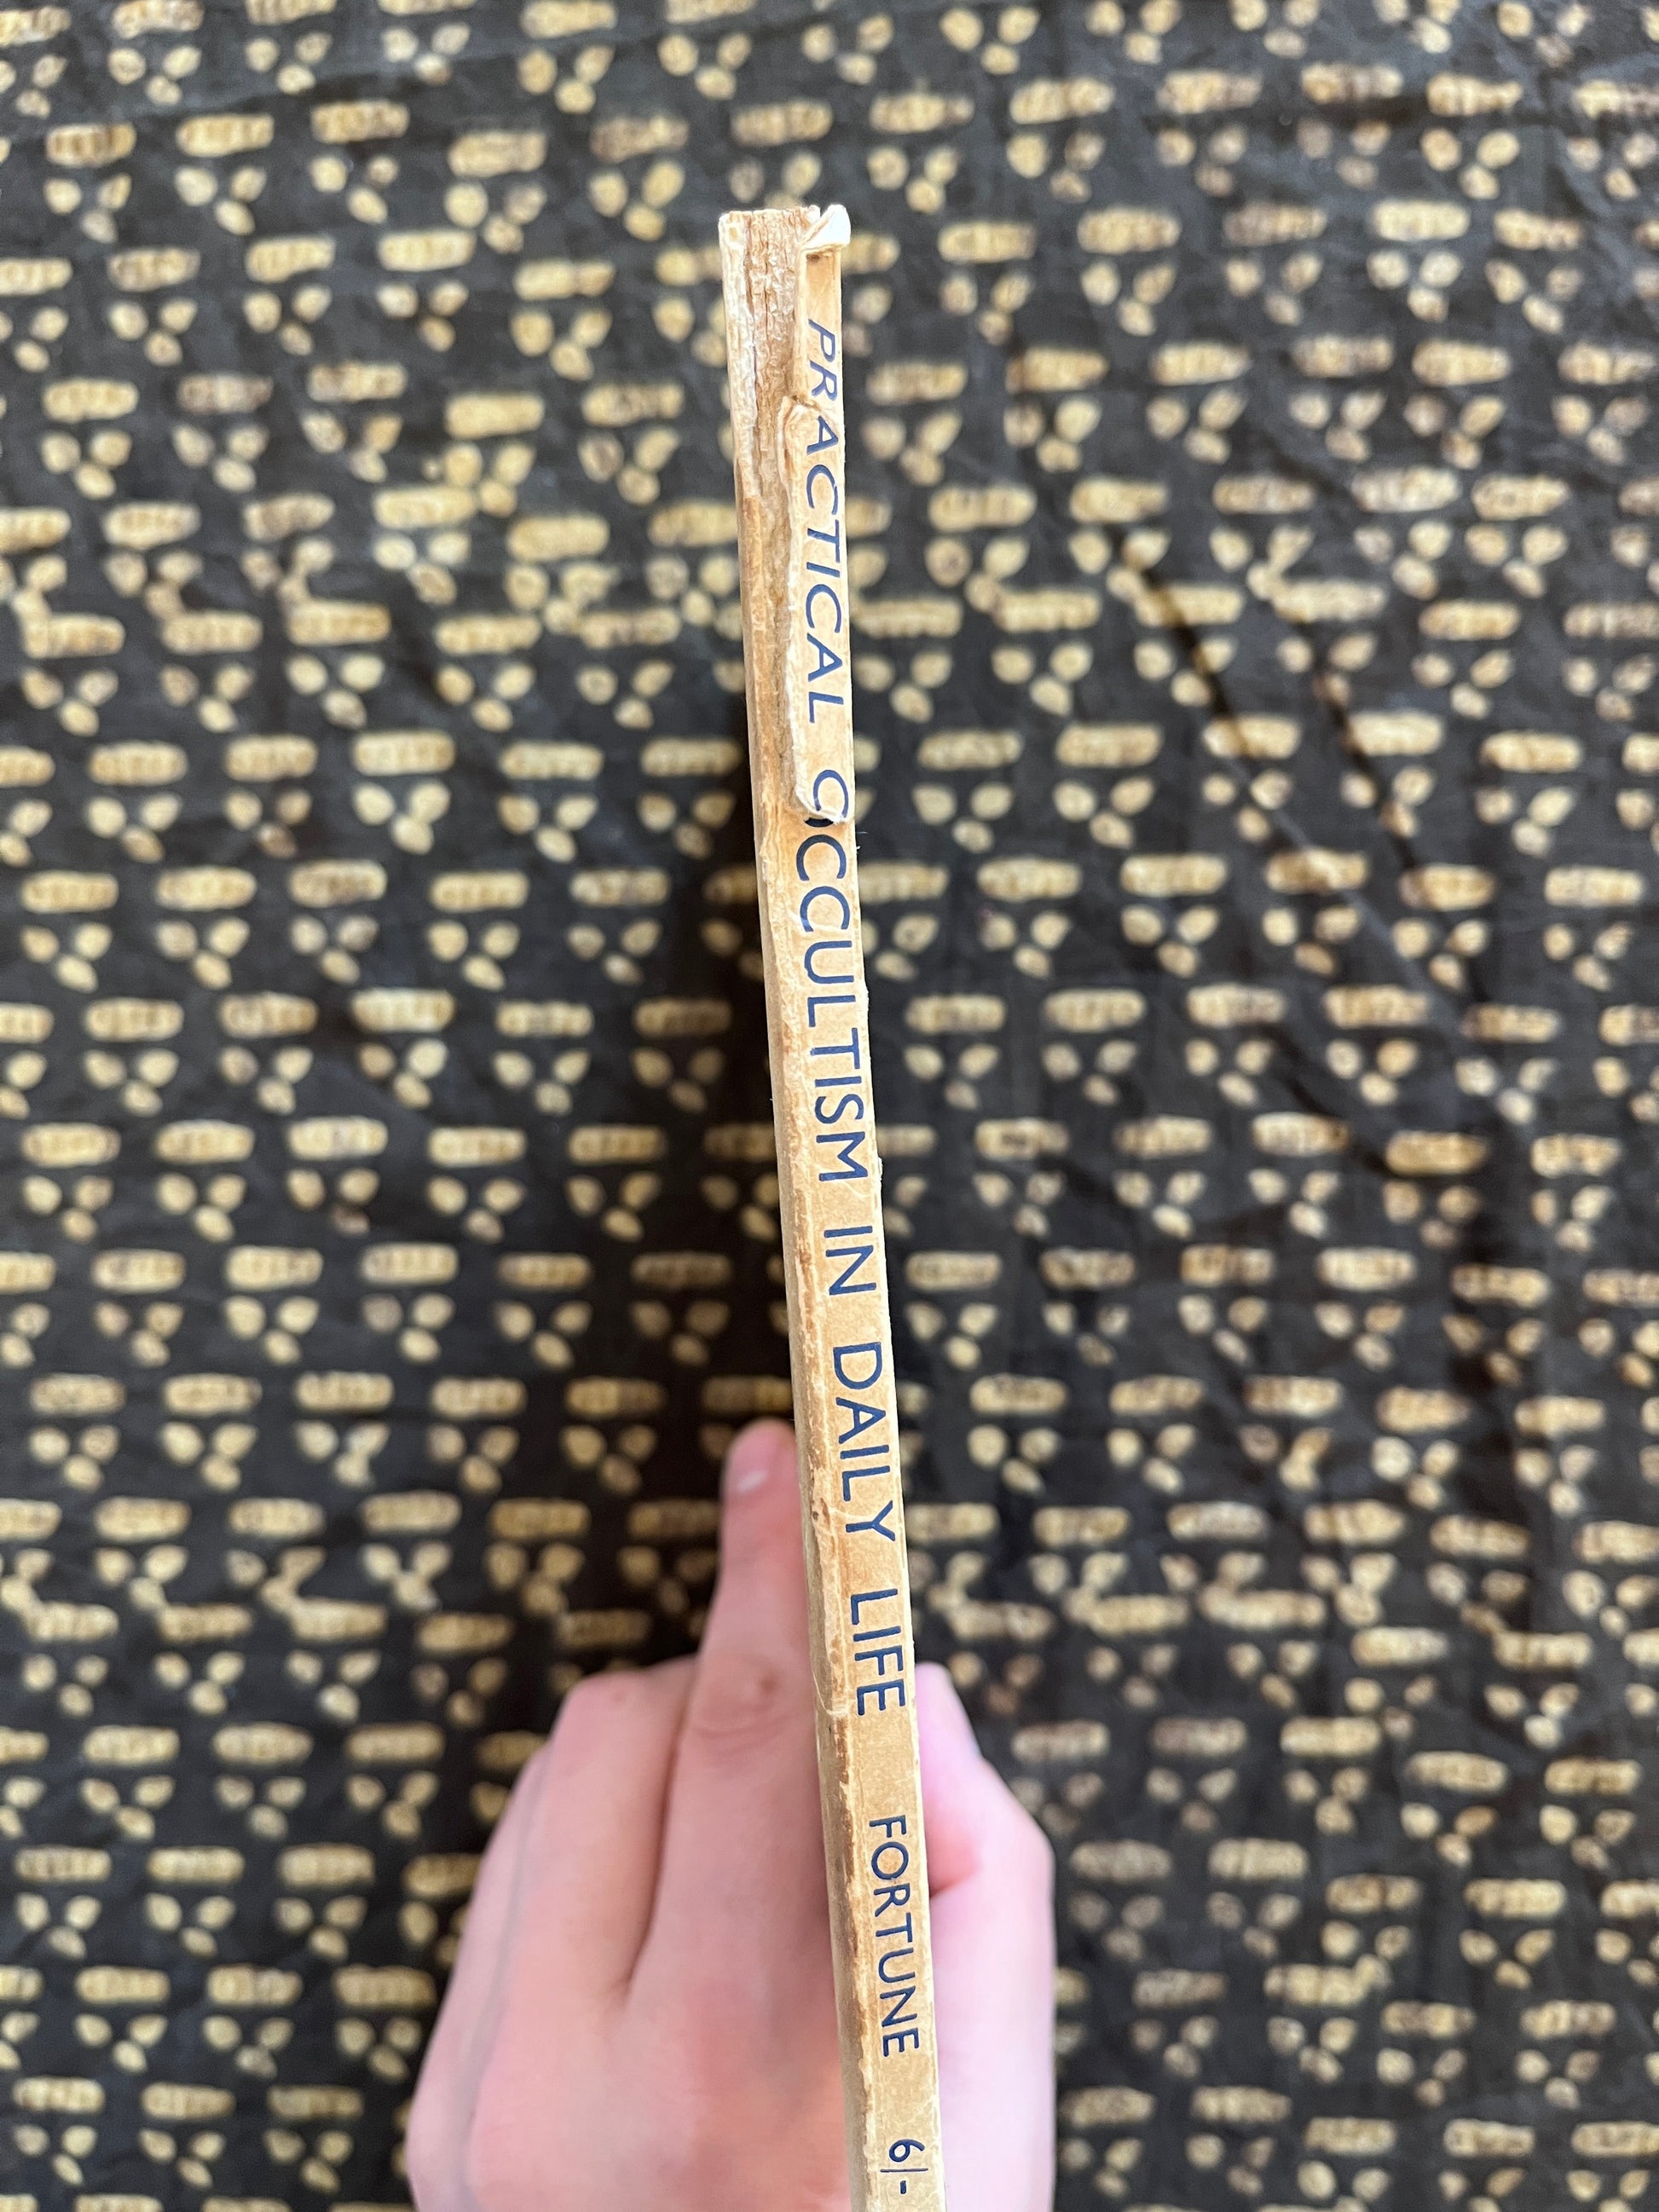 PRACTICAL OCCULTISM IN DAILY LIFE FORTUNE 6/-